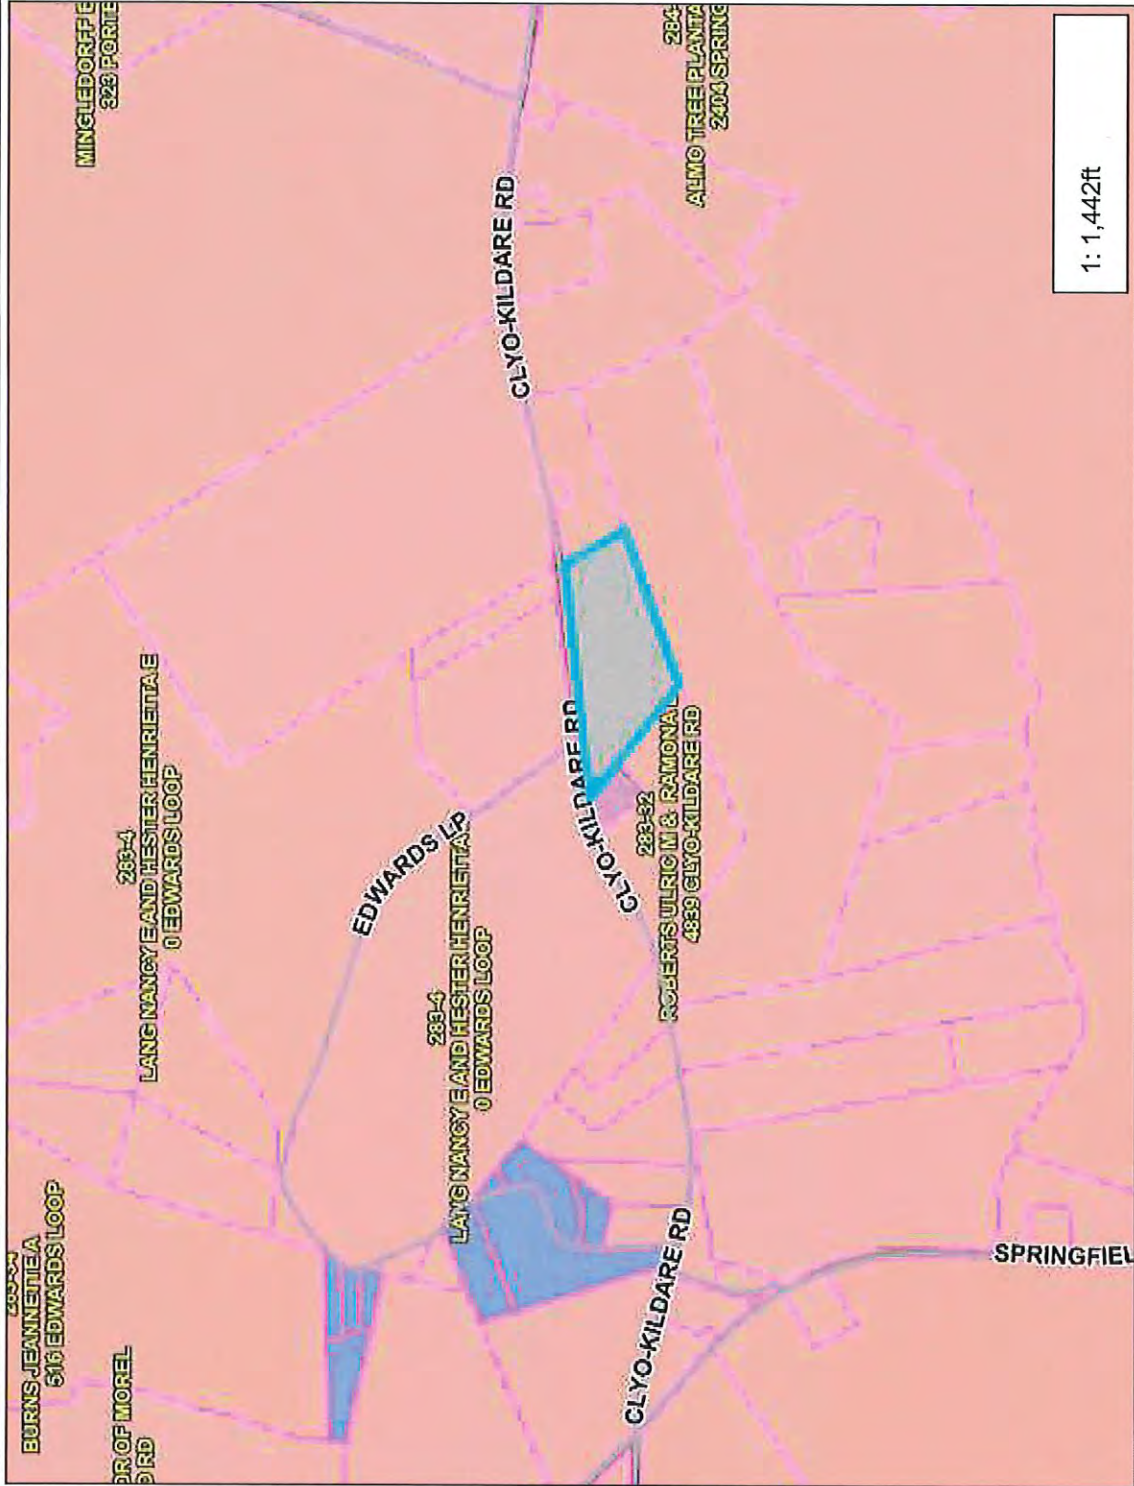 MINGLEDORFF E
323 PORTE
284-
ALMO TREE PLANTA
2404 SPRING
CLYO-KILDARE RD
283-4
LANG NANCY E AND HESTER HENRIETTA E
0 EDWARDS LOOP
EDWARDS LP
CLYO-KILDARE RD
CLYO-KILDARE RD
283-32
ROBERTS ULRIC M & RAMONA
4839 CLYO-KILDARE RD
283-4
LANG NANCY E AND HESTER HENRIETTA
0 EDWARDS LOOP
BURNS JEANNETTE A
516 EDWARDS LOOP
OR OF MOREL
D RD
CLYO-KILDARE RD
SPRINGFIEL
1: 1,442ft